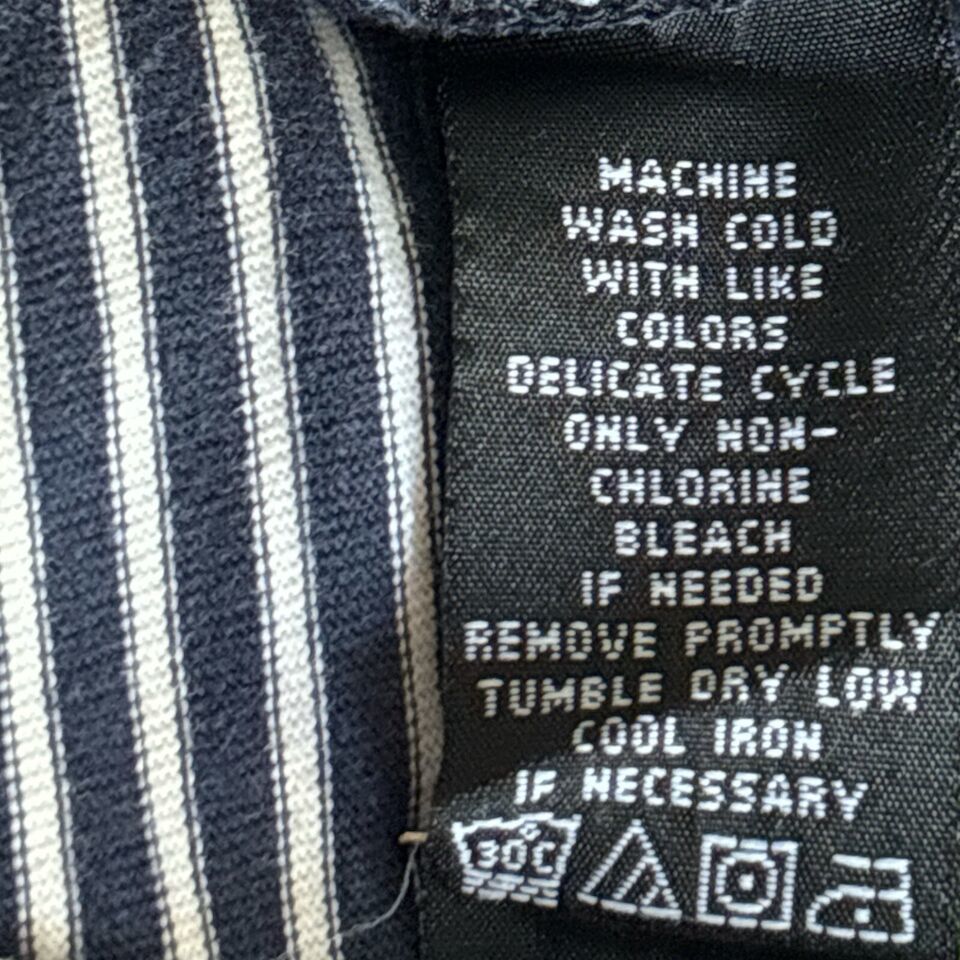 MACHINE
WASH COLD
WITH LIKE
COLORS
DELICATE CYCLE
ONLY NON-
CHLORINE
BLEACH
IF NEEDED
REMOVE PROMPTLY
TUMBLE DRY LOW
COOL IRON
IF NECESSARY
30C